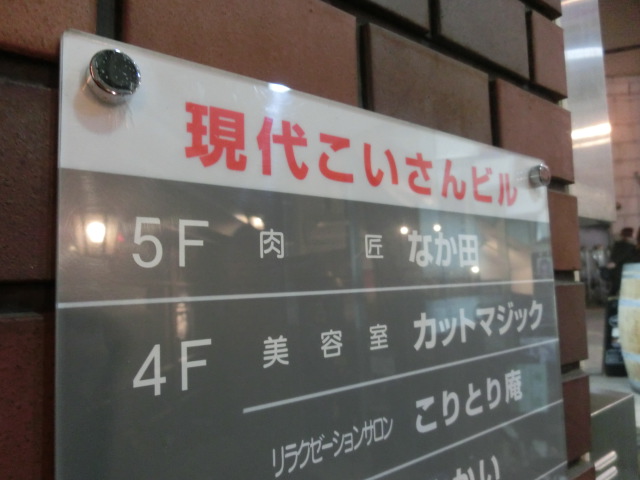 現代こいさんビル
5F 肉匠 なか田
4F 美容室 カットマジック
リラクゼーションサロン こりとり庵
かい